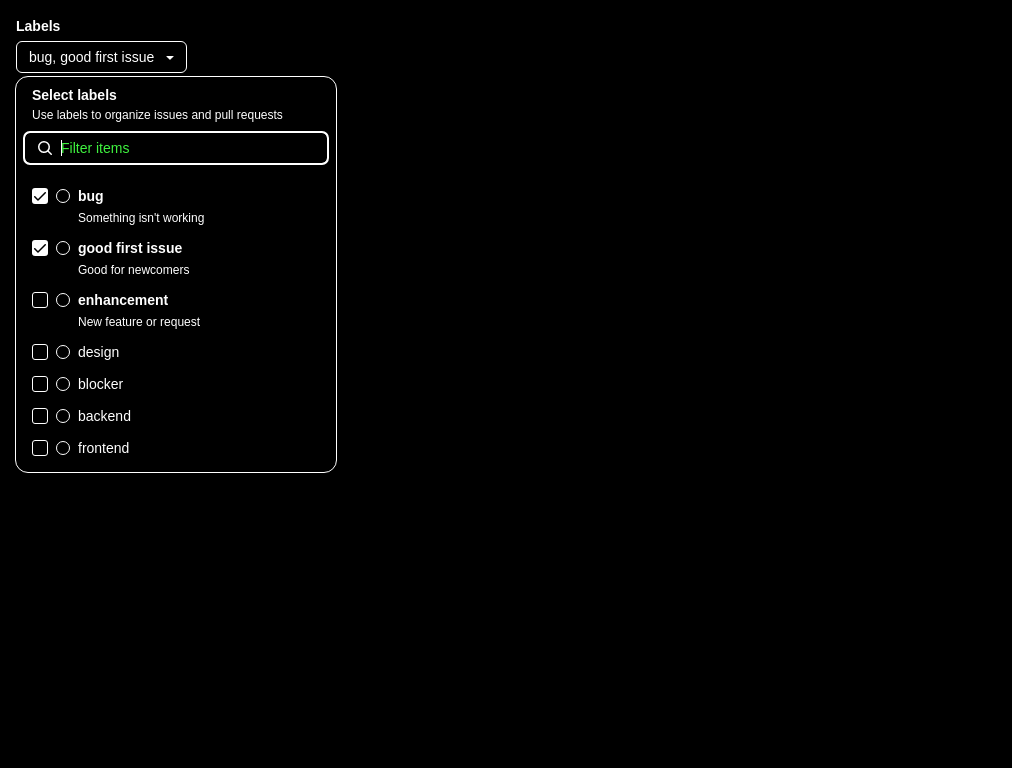 Labels
bug, good first issue
Select labels
Use labels to organize issues and pull requests
Filter items
bug
Something isn't working
good first issue
Good for newcomers
enhancement
New feature or request
design
blocker
backend
frontend